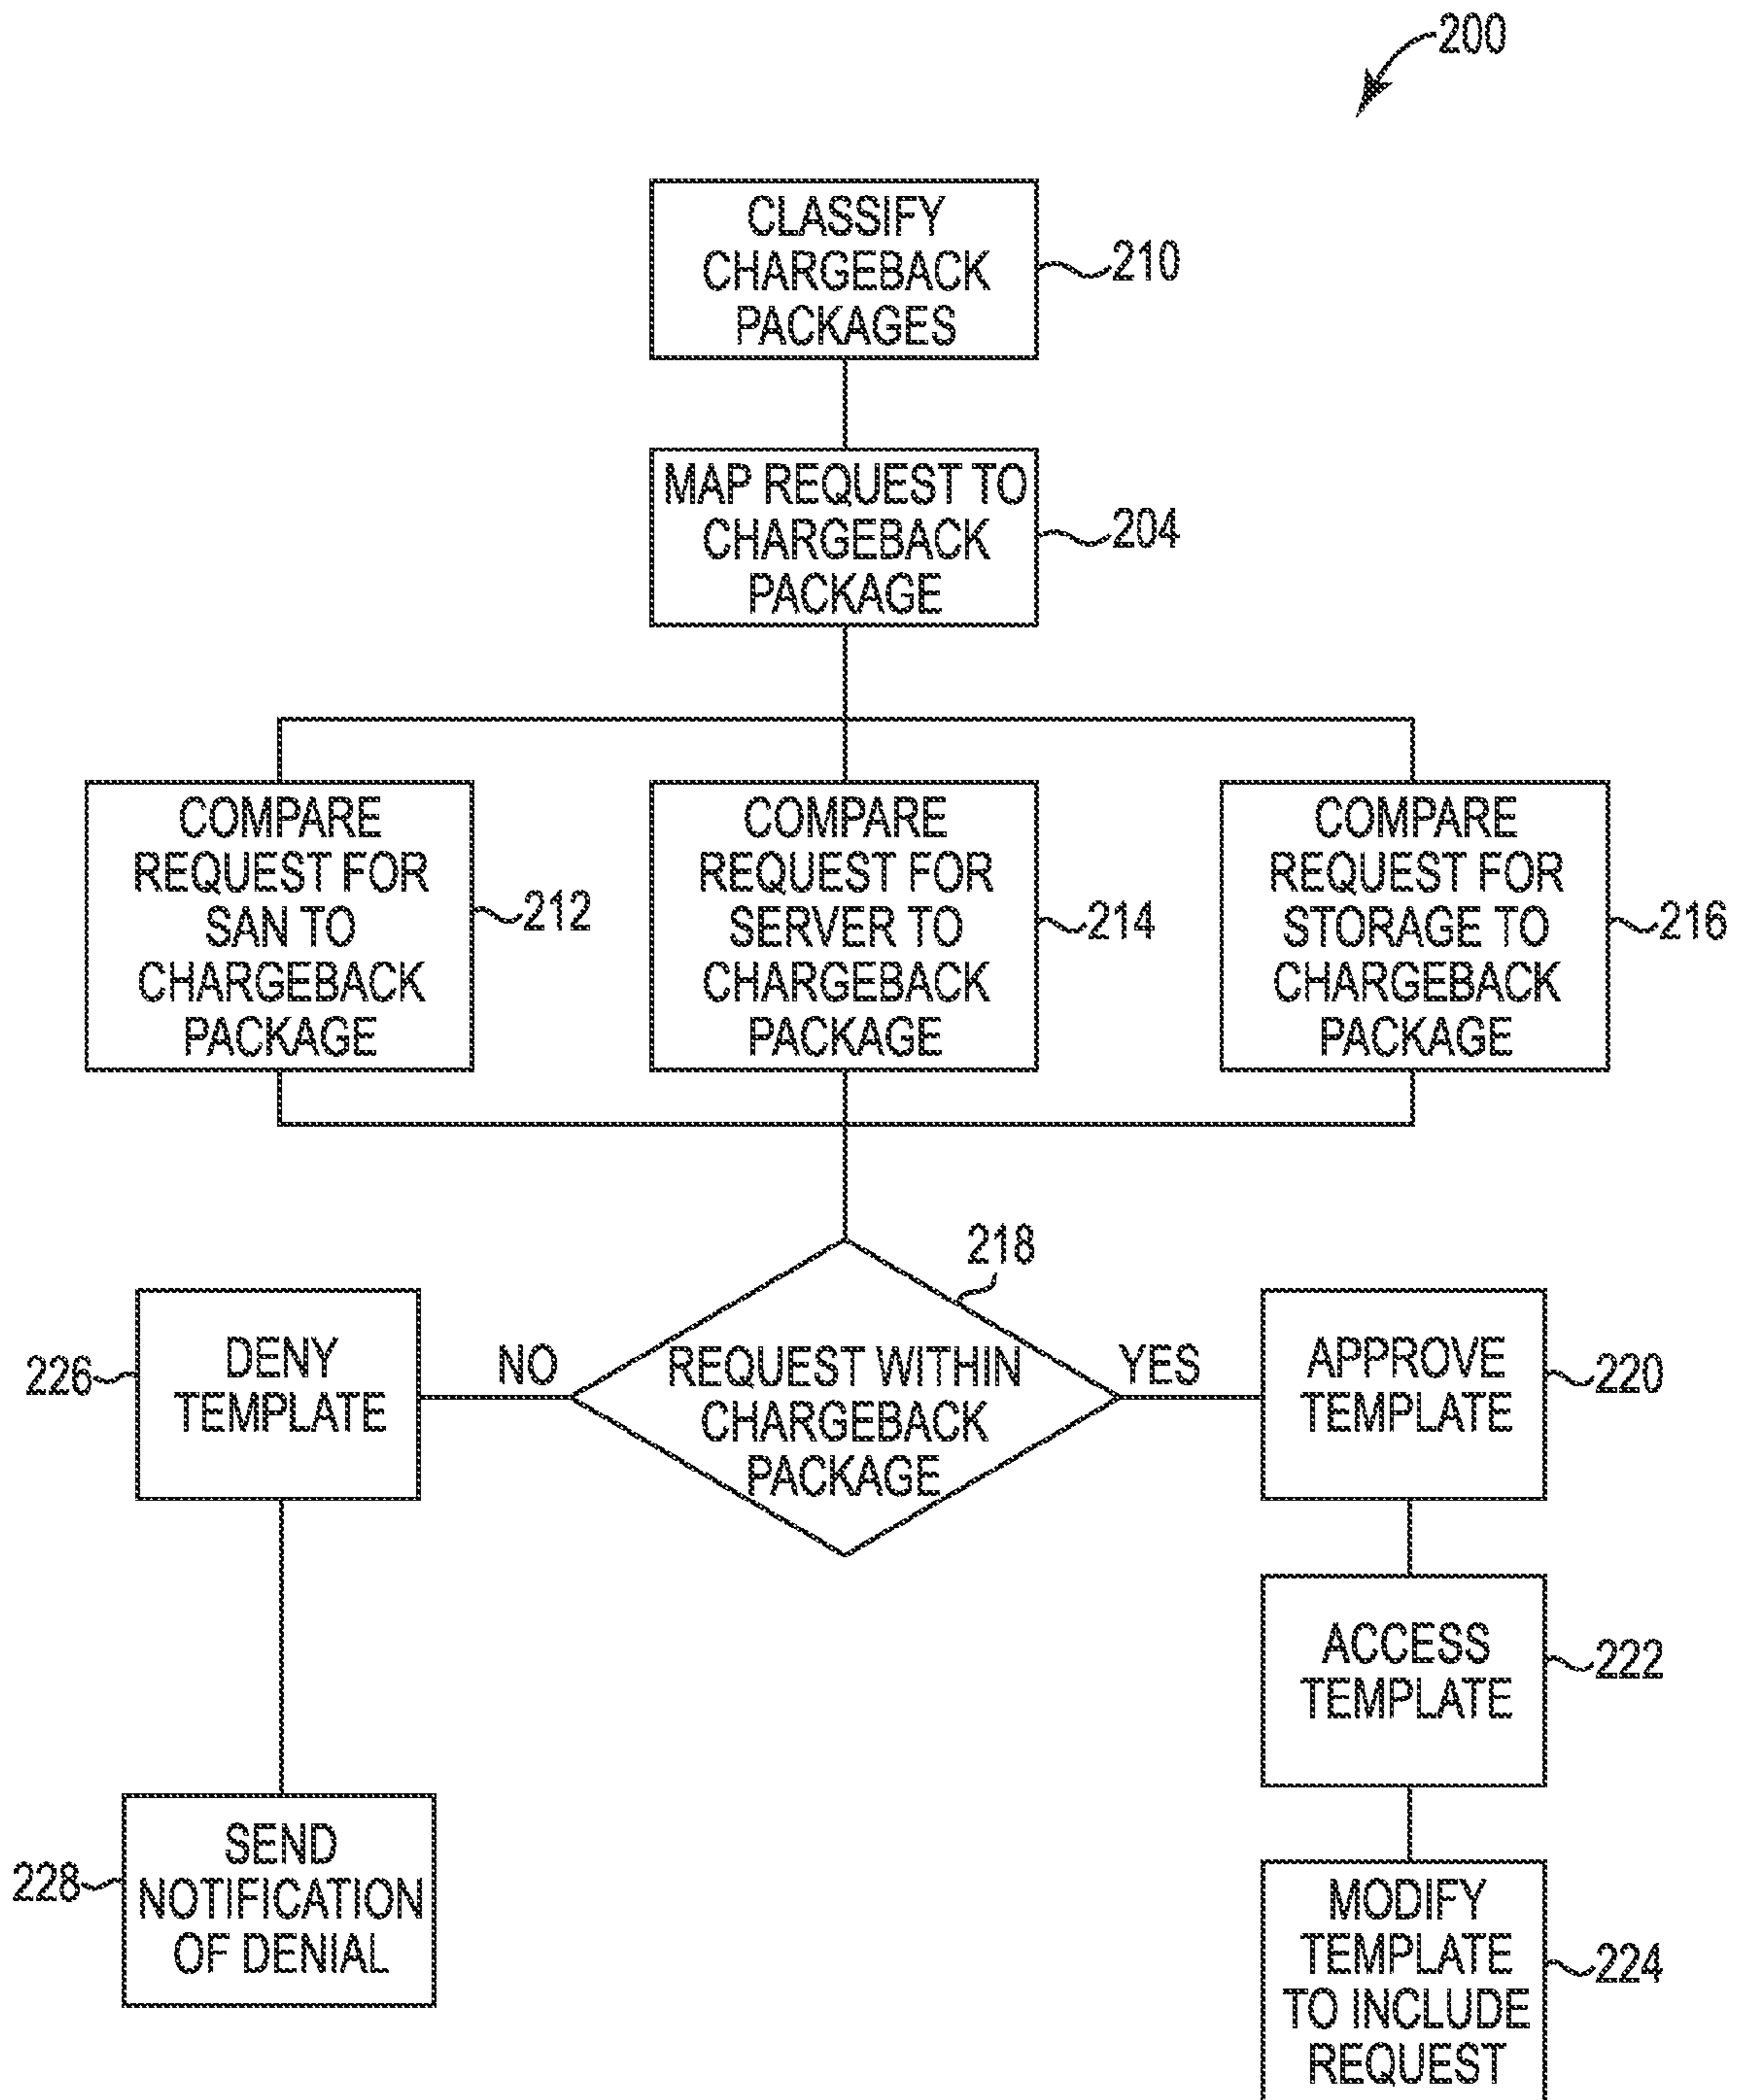 200
CLASSIFY
CHARGEBACK
PACKAGES
210
MAP REQUEST TO
CHARGEBACK
PACKAGE
204
COMPARE
REQUEST FOR
SAN TO
CHARGEBACK
PACKAGE
212
COMPARE
REQUEST FOR
SERVER TO
CHARGEBACK
PACKAGE
214
COMPARE
REQUEST FOR
STORAGE TO
CHARGEBACK
PACKAGE
216
218
REQUEST WITHIN
CHARGEBACK
PACKAGE
NO
YES
226
DENY
TEMPLATE
APPROVE
TEMPLATE
220
ACCESS
TEMPLATE
222
228
SEND
NOTIFICATION
OF DENIAL
MODIFY
TEMPLATE
TO INCLUDE
REQUEST
224